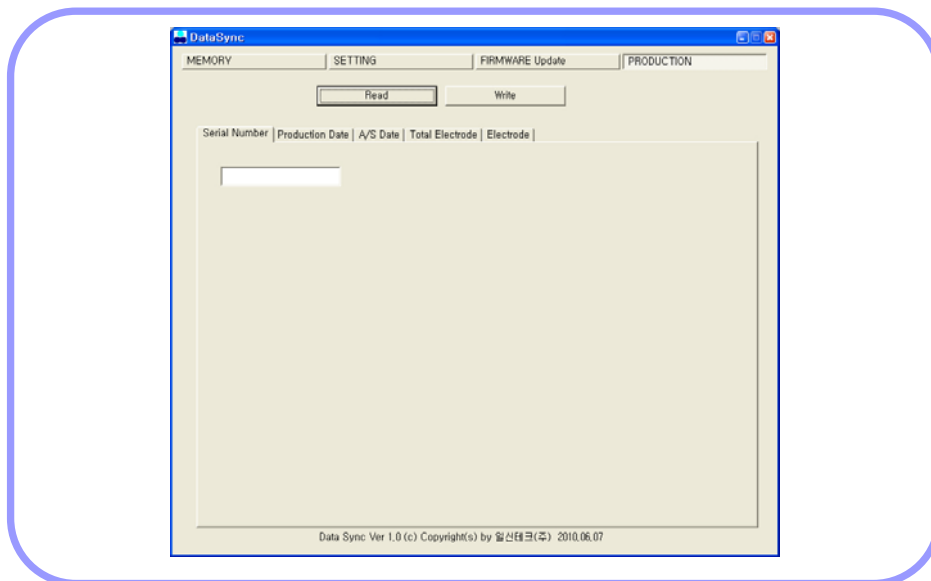 DataSync
MEMORY SETTING FIRMWARE Update PRODUCTION
Read Write
Serial Number Production Date A/S Date Total Electrode Electrode
Data Sync Ver 1.0 (c) Copyright(s) by 일신테크(주) 2010.06.07